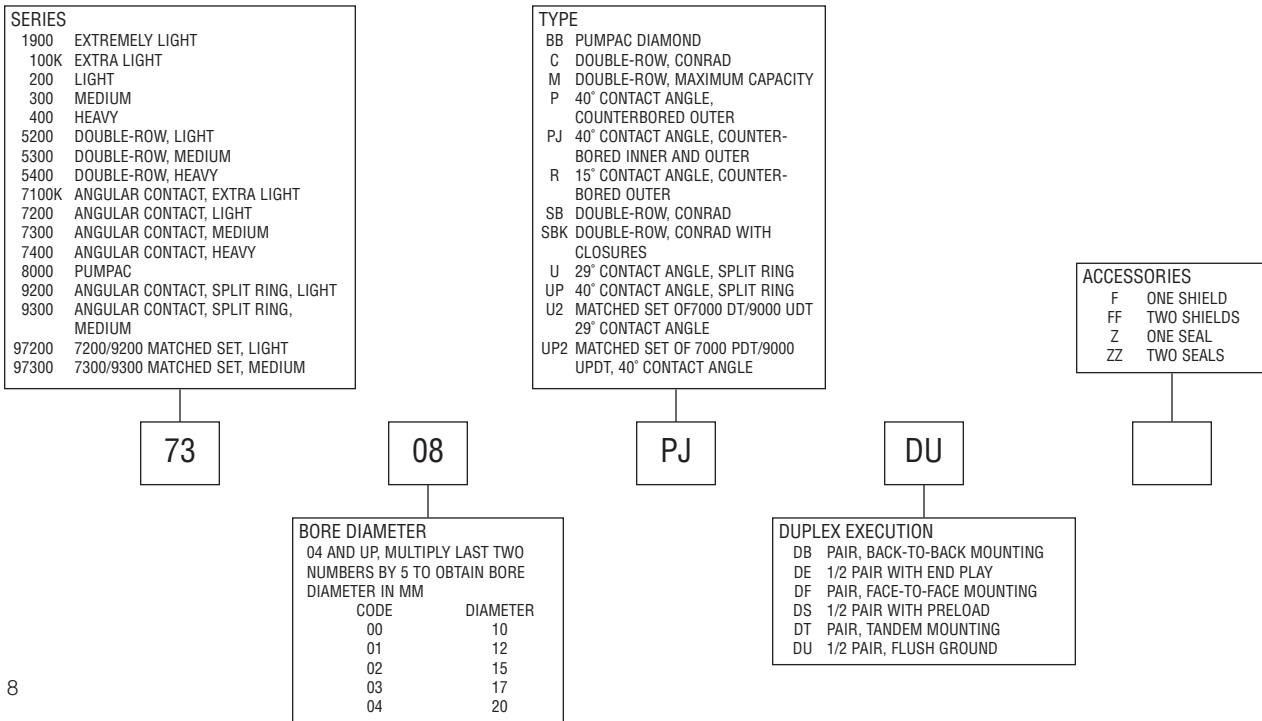 SERIES
1900 EXTREMELY LIGHT
100K EXTRA LIGHT
200 LIGHT
300 MEDIUM
400 HEAVY
5200 DOUBLE-ROW, LIGHT
5300 DOUBLE-ROW, MEDIUM
5400 DOUBLE-ROW, HEAVY
7100K ANGULAR CONTACT, EXTRA LIGHT
7200 ANGULAR CONTACT, LIGHT
7300 ANGULAR CONTACT, MEDIUM
7400 ANGULAR CONTACT, HEAVY
8000 PUMPAC
9200 ANGULAR CONTACT, SPLIT RING, LIGHT
9300 ANGULAR CONTACT, SPLIT RING,
MEDIUM
97200 7200/9200 MATCHED SET, LIGHT
97300 7300/9300 MATCHED SET, MEDIUM
TYPE
BB PUMPAC DIAMOND
C DOUBLE-ROW, CONRAD
M DOUBLE-ROW, MAXIMUM CAPACITY
P 40˚ CONTACT ANGLE,
COUNTERBORED OUTER
PJ 40˚ CONTACT ANGLE, COUNTER-
BORED INNER AND OUTER
R 15˚ CONTACT ANGLE, COUNTER-
BORED OUTER
SB DOUBLE-ROW, CONRAD
SBK DOUBLE-ROW, CONRAD WITH
CLOSURES
U 29˚ CONTACT ANGLE, SPLIT RING
UP 40˚ CONTACT ANGLE, SPLIT RING
U2 MATCHED SET OF7000 DT/9000 UDT
29˚ CONTACT ANGLE
UP2 MATCHED SET OF 7000 PDT/9000
UPDT, 40˚ CONTACT ANGLE
ACCESSORIES
F ONE SHIELD
FF TWO SHIELDS
Z ONE SEAL
ZZ TWO SEALS
73 08 PJ DU
BORE DIAMETER
04 AND UP, MULTIPLY LAST TWO
NUMBERS BY 5 TO OBTAIN BORE
DIAMETER IN MM
CODE DIAMETER
00 10
01 12
02 15
03 17
04 20
DUPLEX EXECUTION
DB PAIR, BACK-TO-BACK MOUNTING
DE 1/2 PAIR WITH END PLAY
DF PAIR, FACE-TO-FACE MOUNTING
DS 1/2 PAIR WITH PRELOAD
DT PAIR, TANDEM MOUNTING
DU 1/2 PAIR, FLUSH GROUND
8